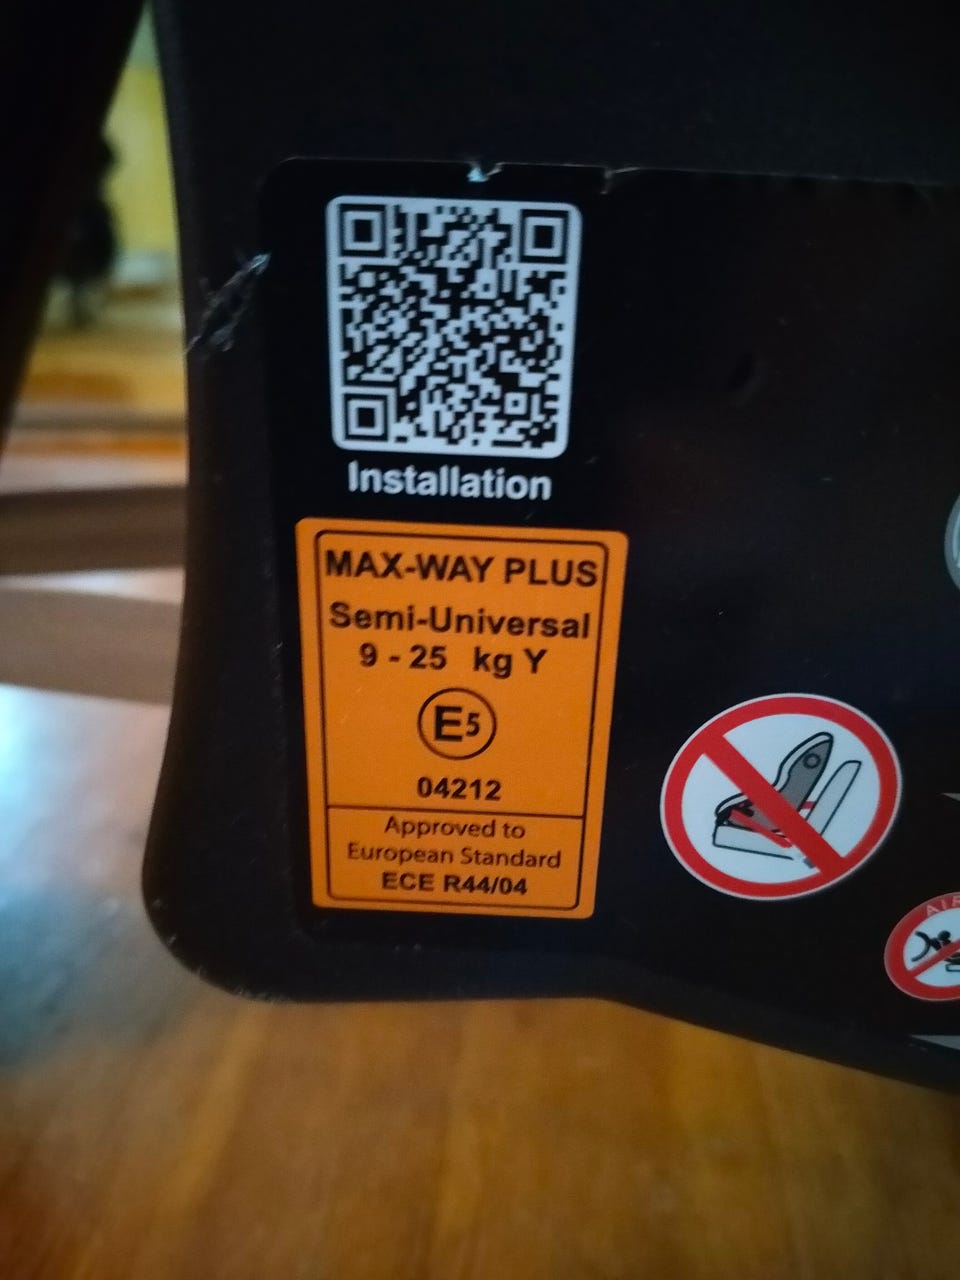 Installation
MAX-WAY PLUS
Semi-Universal
9 - 25 kg Y
E5
04212
Approved to
European Standard
ECE R44/04